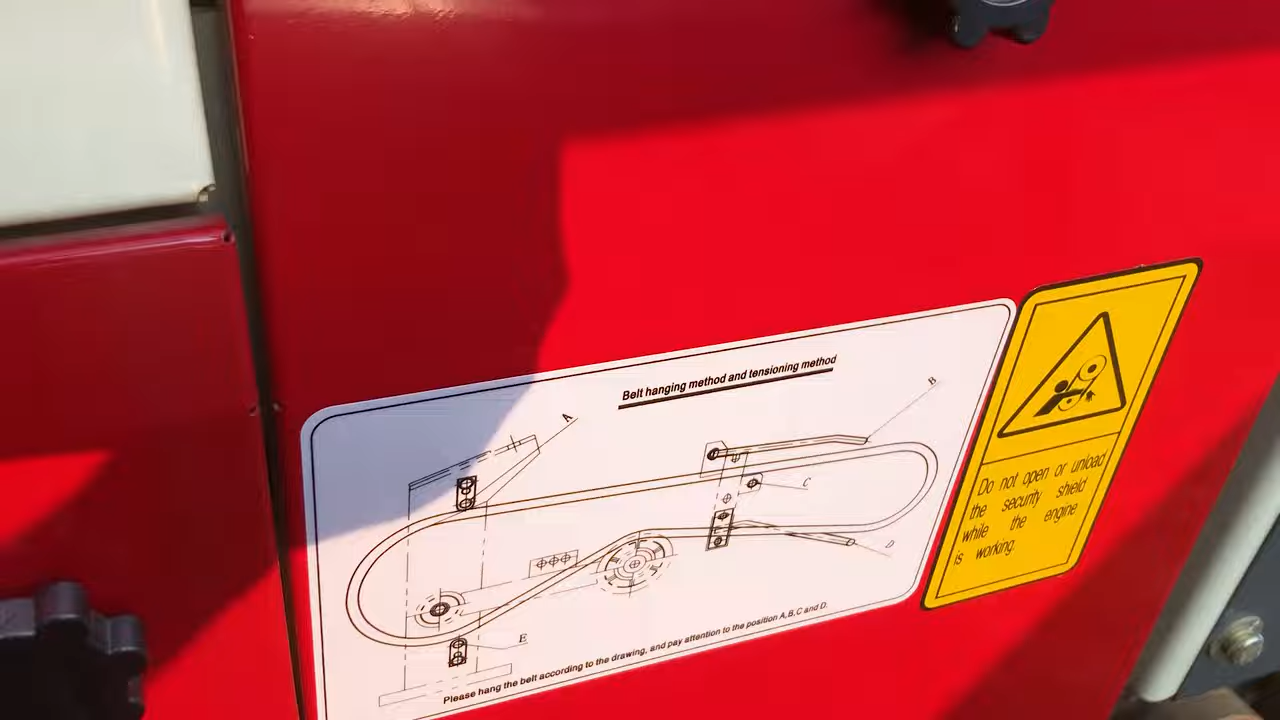 Belt hanging method and tensioning method
A
B
C
D
E
Please hang the belt according to the drawing, and pay attention to the position A,B,C and D.
Do not open or unload
the security shield
while the engine
is working.